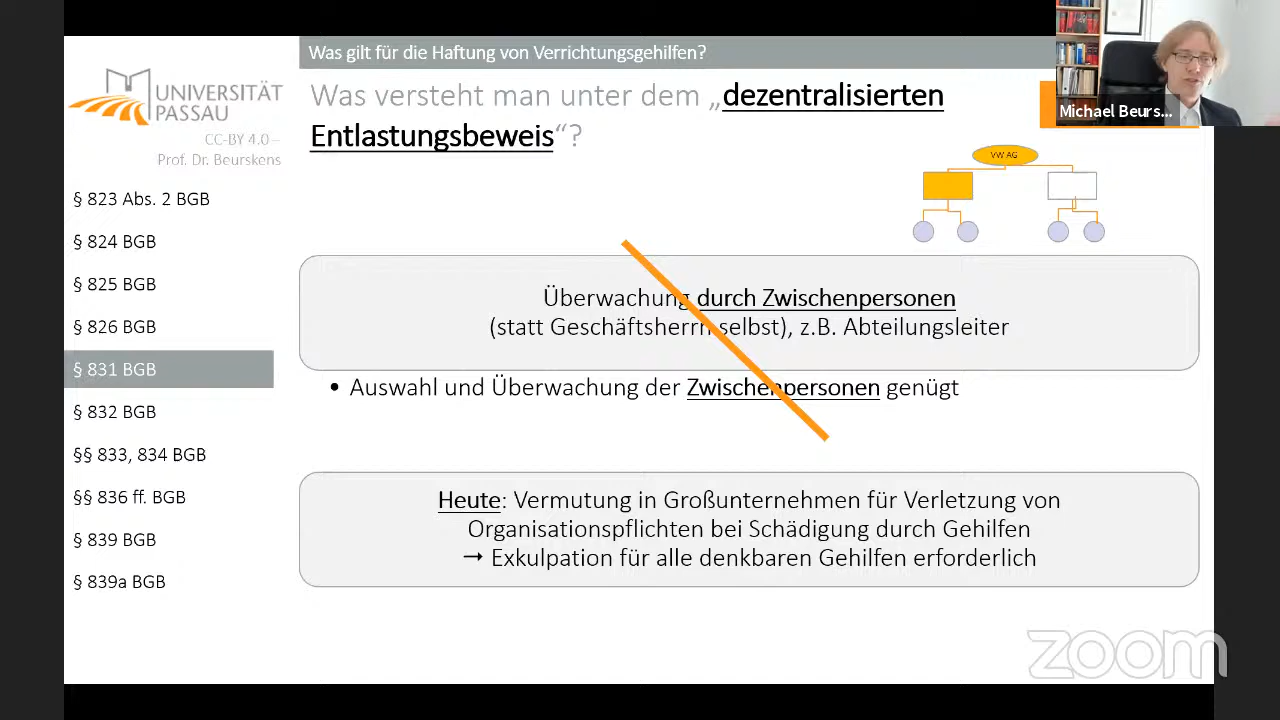 Was gilt für die Haftung von Verrichtungsgehilfen?
UNIVERSITÄT
PASSAU
CC-BY 4.0 –
Prof. Dr. Beurskens
Was versteht man unter dem „dezentralisierten
Entlastungsbeweis“?
Michael Beurs...
VW AG
§ 823 Abs. 2 BGB
§ 824 BGB
§ 825 BGB
§ 826 BGB
§ 831 BGB
§ 832 BGB
§§ 833, 834 BGB
§§ 836 ff. BGB
§ 839 BGB
§ 839a BGB
Überwachung durch Zwischenpersonen
(statt Geschäftsherrn selbst), z.B. Abteilungsleiter
• Auswahl und Überwachung der Zwischenpersonen genügt
Heute: Vermutung in Großunternehmen für Verletzung von
Organisationspflichten bei Schädigung durch Gehilfen
→ Exkulpation für alle denkbaren Gehilfen erforderlich
zoom